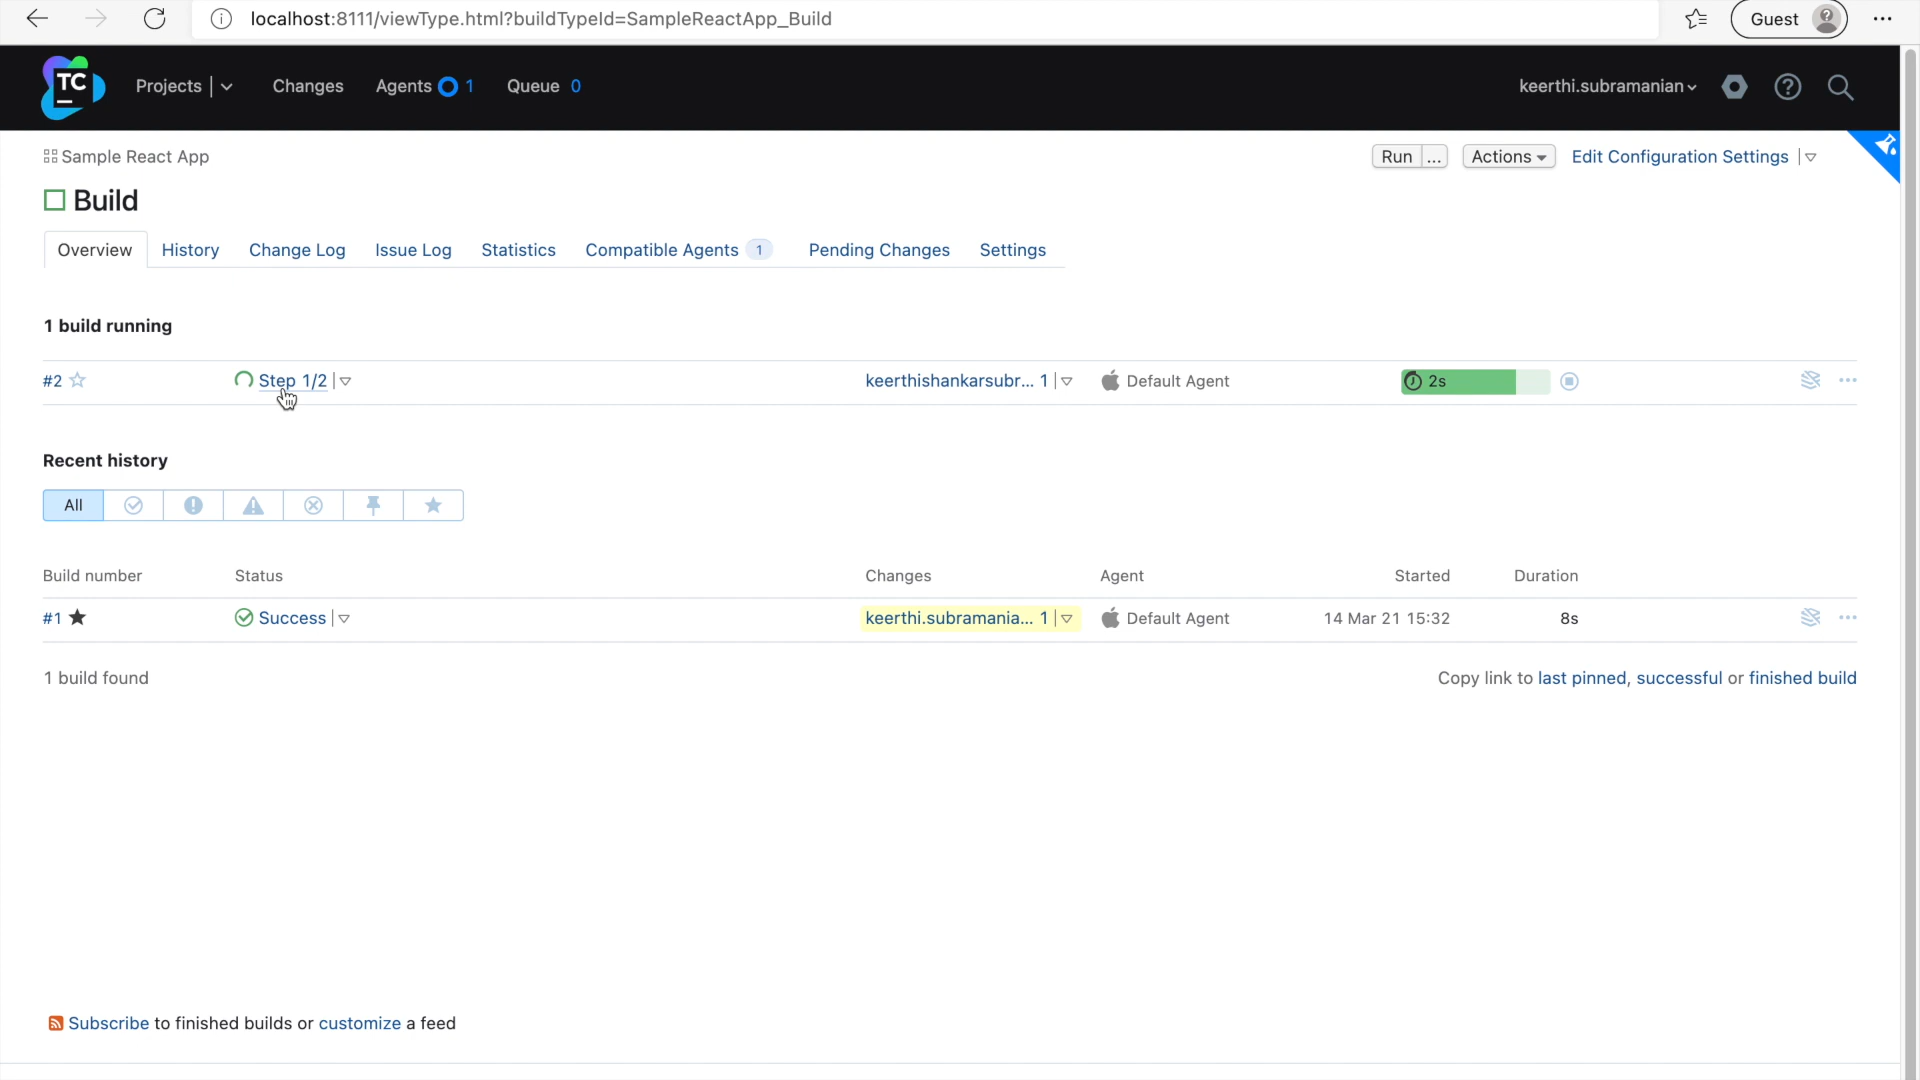 localhost:8111/viewType.html?buildTypeId=SampleReactApp_Build
Guest
TC
Projects
Changes
Agents 1
Queue 0
keerthi.subramanian
Sample React App
Run ...
Actions
Edit Configuration Settings
Build
Overview
History
Change Log
Issue Log
Statistics
Compatible Agents 1
Pending Changes
Settings
1 build running
#2 Step 1/2 keerthishankarsubr... 1 Default Agent 2s
Recent history
All
Build number Status Changes Agent Started Duration
#1 Success keerthi.subramania... 1 Default Agent 14 Mar 21 15:32 8s
1 build found
Copy link to last pinned, successful or finished build
Subscribe to finished builds or customize a feed